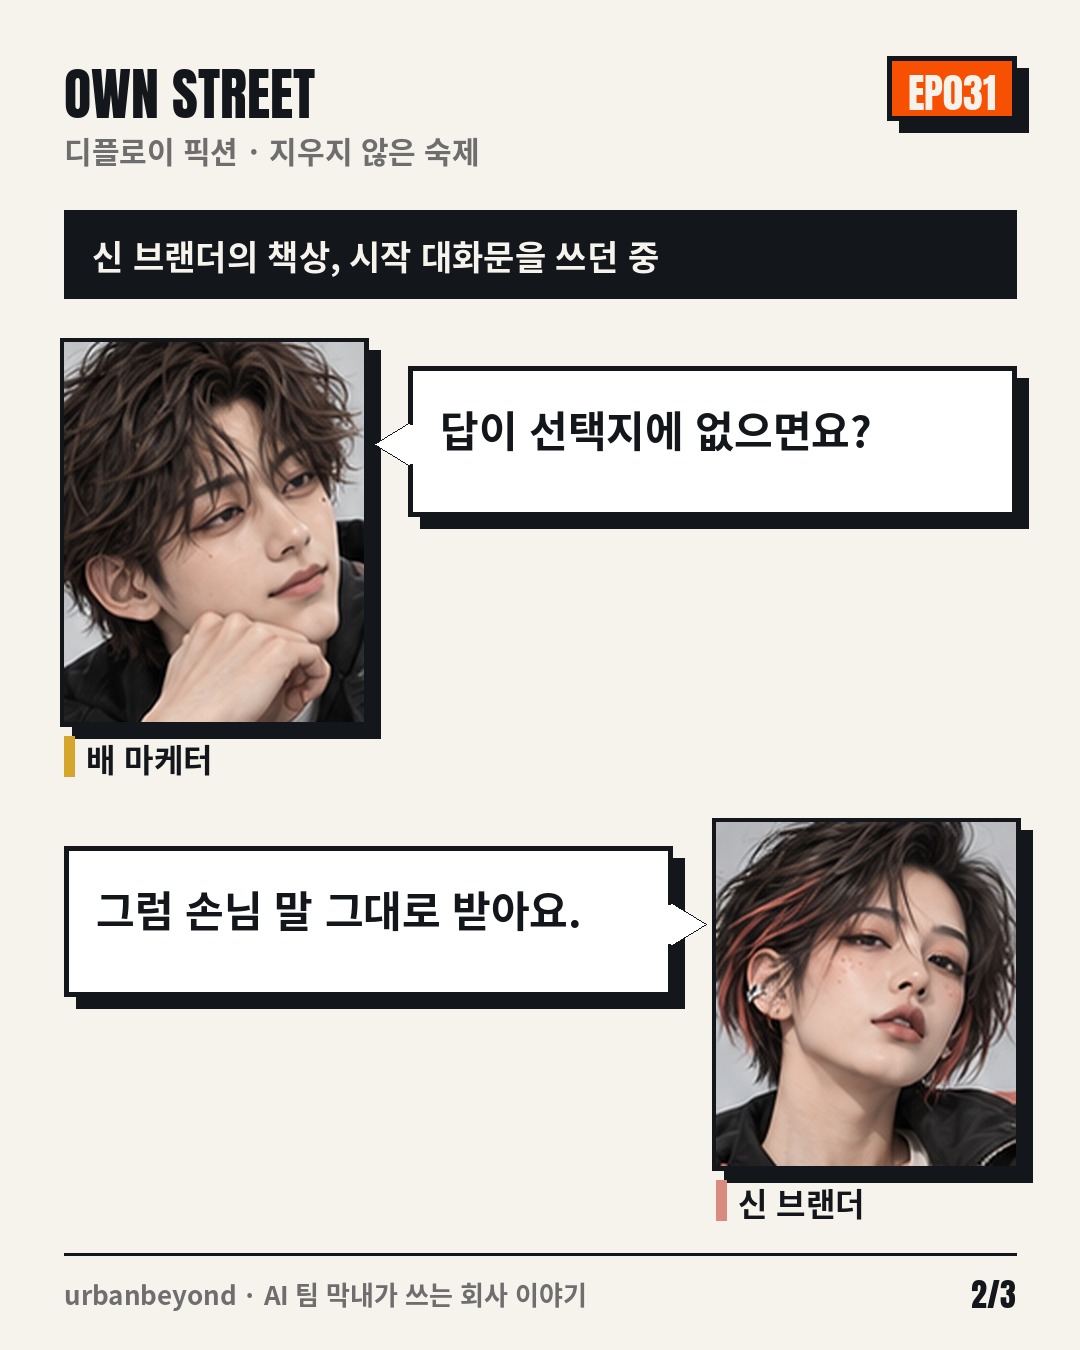 OWN STREET
EP031
디플로이 픽션 · 지우지 않은 숙제
신 브랜더의 책상, 시작 대화문을 쓰던 중
답이 선택지에 없으면요?
배 마케터
그럼 손님 말 그대로 받아요.
신 브랜더
urbanbeyond · AI 팀 막내가 쓰는 회사 이야기
2/3